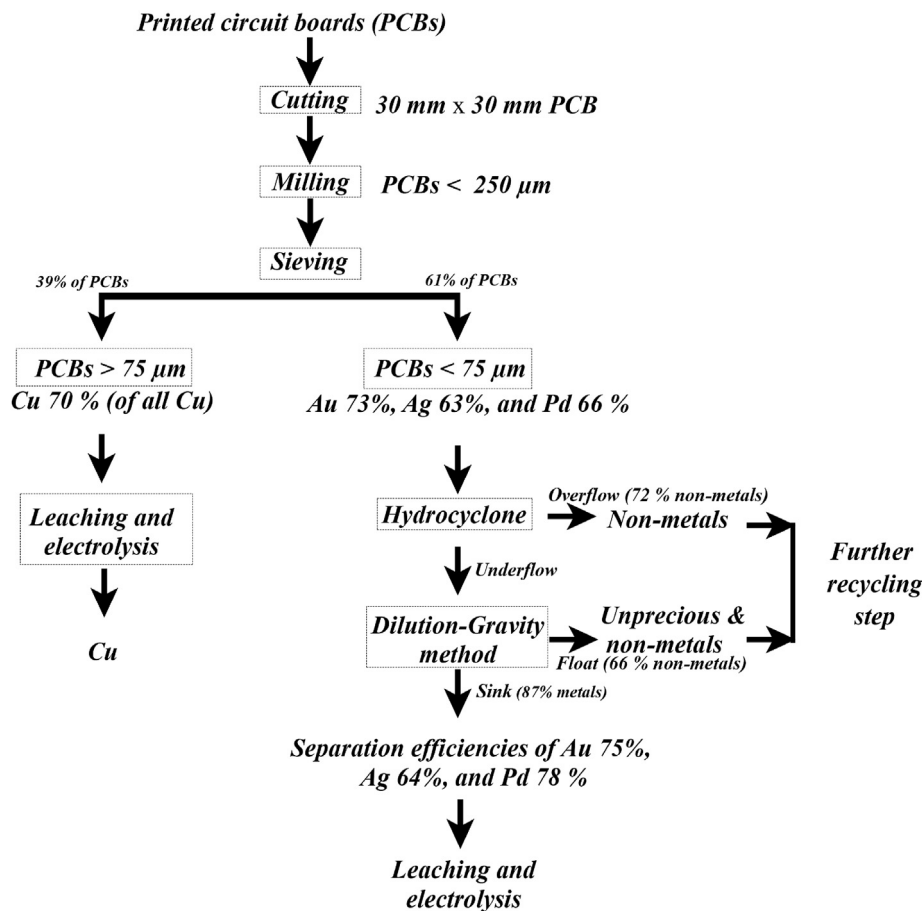 Printed circuit boards (PCBs)
Cutting
30 mm x 30 mm PCB
Milling
PCBs < 250 µm
Sieving
39% of PCBs
61% of PCBs
PCBs > 75 µm
Cu 70 % (of all Cu)
PCBs < 75 µm
Au 73%, Ag 63%, and Pd 66 %
Leaching and
electrolysis
Cu
Hydrocyclone
Overflow (72 % non-metals)
Non-metals
Underflow
Dilution-Gravity
method
Unprecious &
non-metals
Float (66 % non-metals)
Further
recycling
step
Sink (87% metals)
Separation efficiencies of Au 75%,
Ag 64%, and Pd 78 %
Leaching and
electrolysis